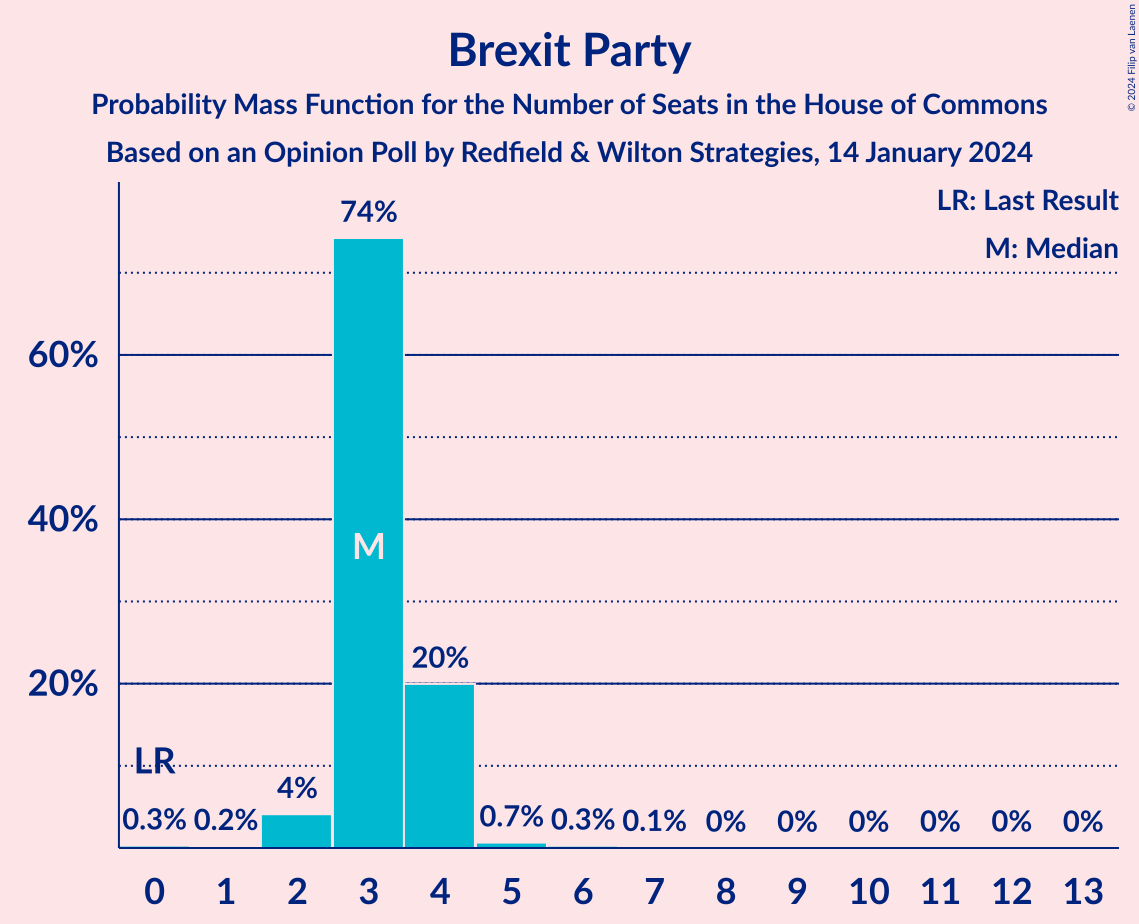 Brexit Party
Probability Mass Function for the Number of Seats in the House of Commons
Based on an Opinion Poll by Redfield & Wilton Strategies, 14 January 2024
© 2024 Filip van Laenen
LR: Last Result
M: Median
74%
60%
40%
M
20%
20%
LR
4%
0.3% 0.2% 0.7% 0.3% 0.1% 0% 0% 0% 0% 0% 0%
0 1 2 3 4 5 6 7 8 9 10 11 12 13